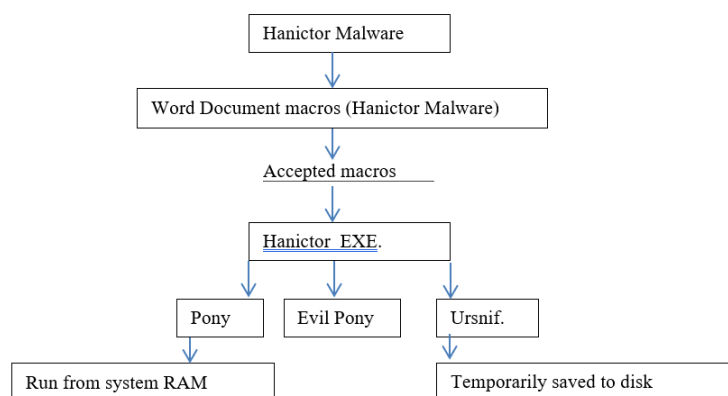 Hanictor Malware
Word Document macros (Hanictor Malware)
Accepted macros
Hanictor EXE.
Pony
Evil Pony
Ursnif.
Run from system RAM
Temporarily saved to disk